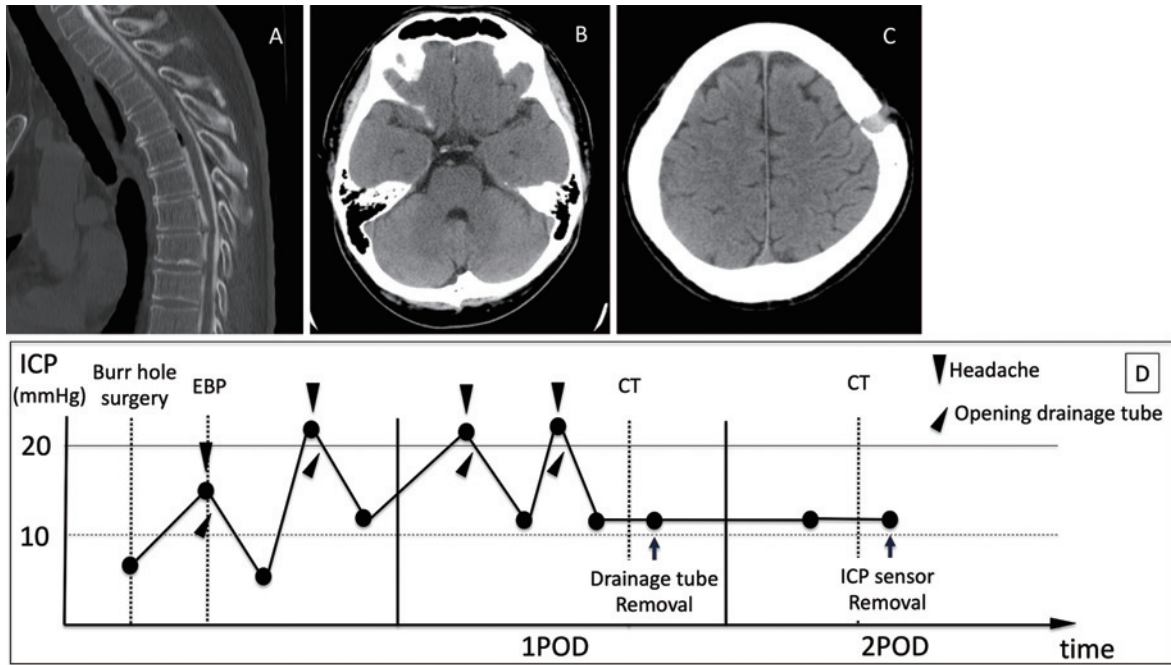 A
B
C
D
ICP
(mmHg)
Burr hole
surgery
EBP
CT
CT
Headache
Opening drainage tube
20
10
Drainage tube
Removal
ICP sensor
Removal
1POD
2POD
time